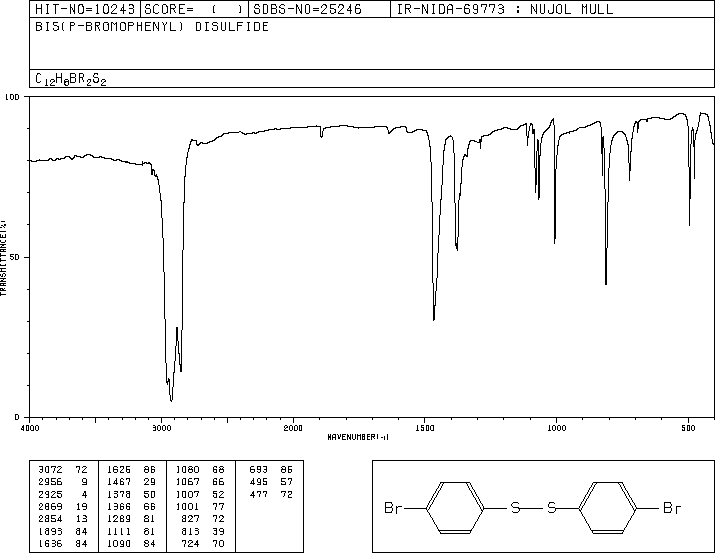 HIT-NO=10243 SCORE= ( ) SDBS-NO=25246 IR-NIDA-69773 : NUJOL MULL
BIS(P-BROMOPHENYL) DISULFIDE
C12H8BR2S2
100
50
0
TRANSMITTANCE(%)
4000 3000 2000 1500 1000 500
WAVENUMBER(-1)
3072 72 1626 86 1080 68 693 86
2956 9 1467 29 1067 66 495 57
2925 4 1378 50 1007 52 477 72
2869 19 1366 66 1001 77
2854 13 1289 81 827 72
1893 84 1111 81 813 39
1636 84 1090 84 724 70
Br S S Br